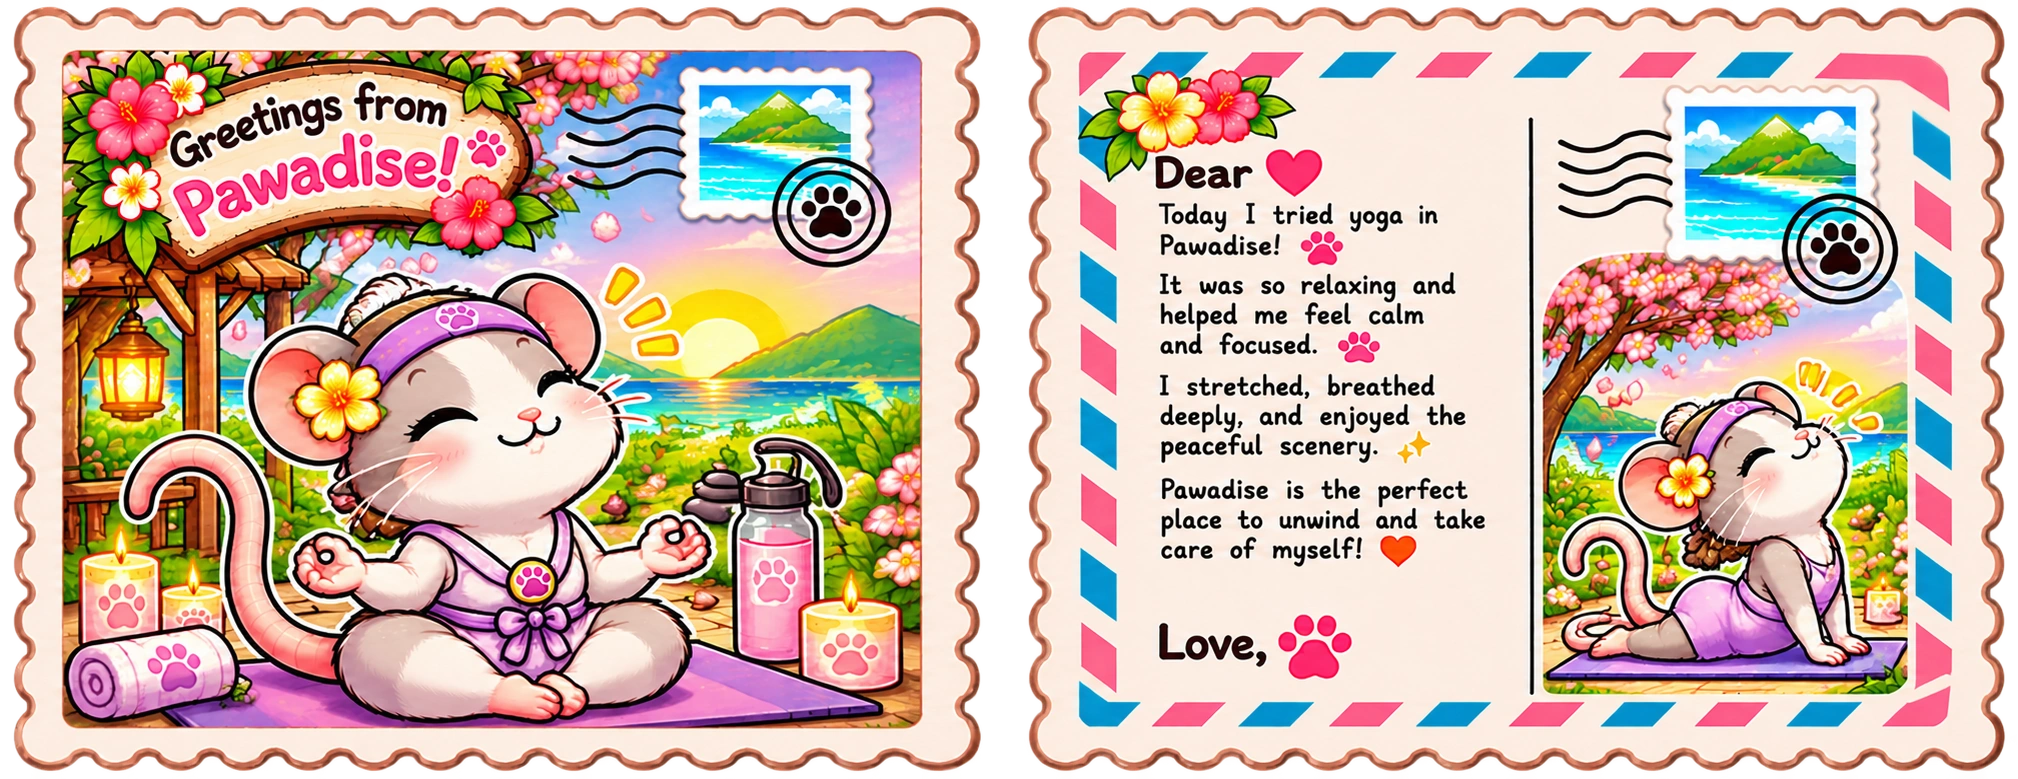 Greetings from
Pawadise!
Dear
Today I tried yoga in
Pawadise!
It was so relaxing and
helped me feel calm
and focused.
I stretched, breathed
deeply, and enjoyed the
peaceful scenery.
Pawadise is the perfect
place to unwind and take
care of myself!
Love,